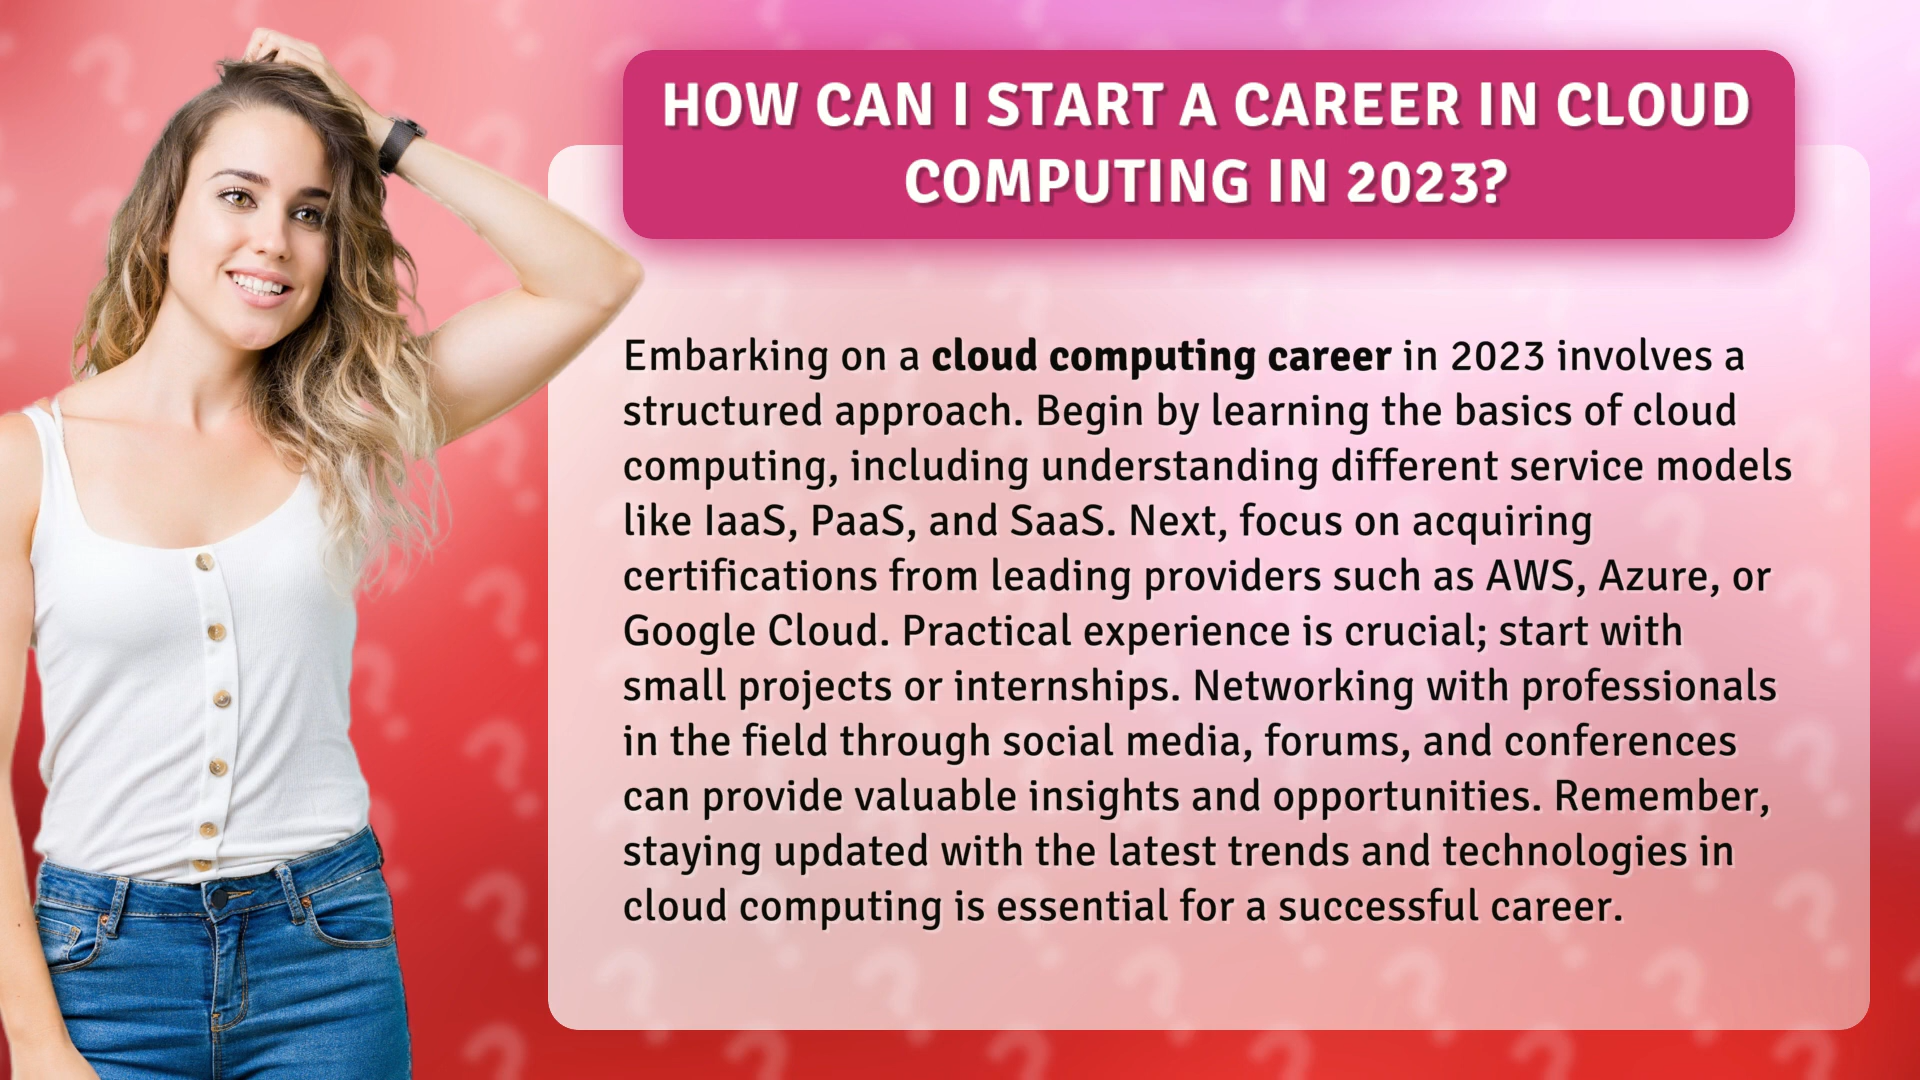 HOW CAN I START A CAREER IN CLOUD
COMPUTING IN 2023?
Embarking on a cloud computing career in 2023 involves a
structured approach. Begin by learning the basics of cloud
computing, including understanding different service models
like IaaS, PaaS, and SaaS. Next, focus on acquiring
certifications from leading providers such as AWS, Azure, or
Google Cloud. Practical experience is crucial; start with
small projects or internships. Networking with professionals
in the field through social media, forums, and conferences
can provide valuable insights and opportunities. Remember,
staying updated with the latest trends and technologies in
cloud computing is essential for a successful career.